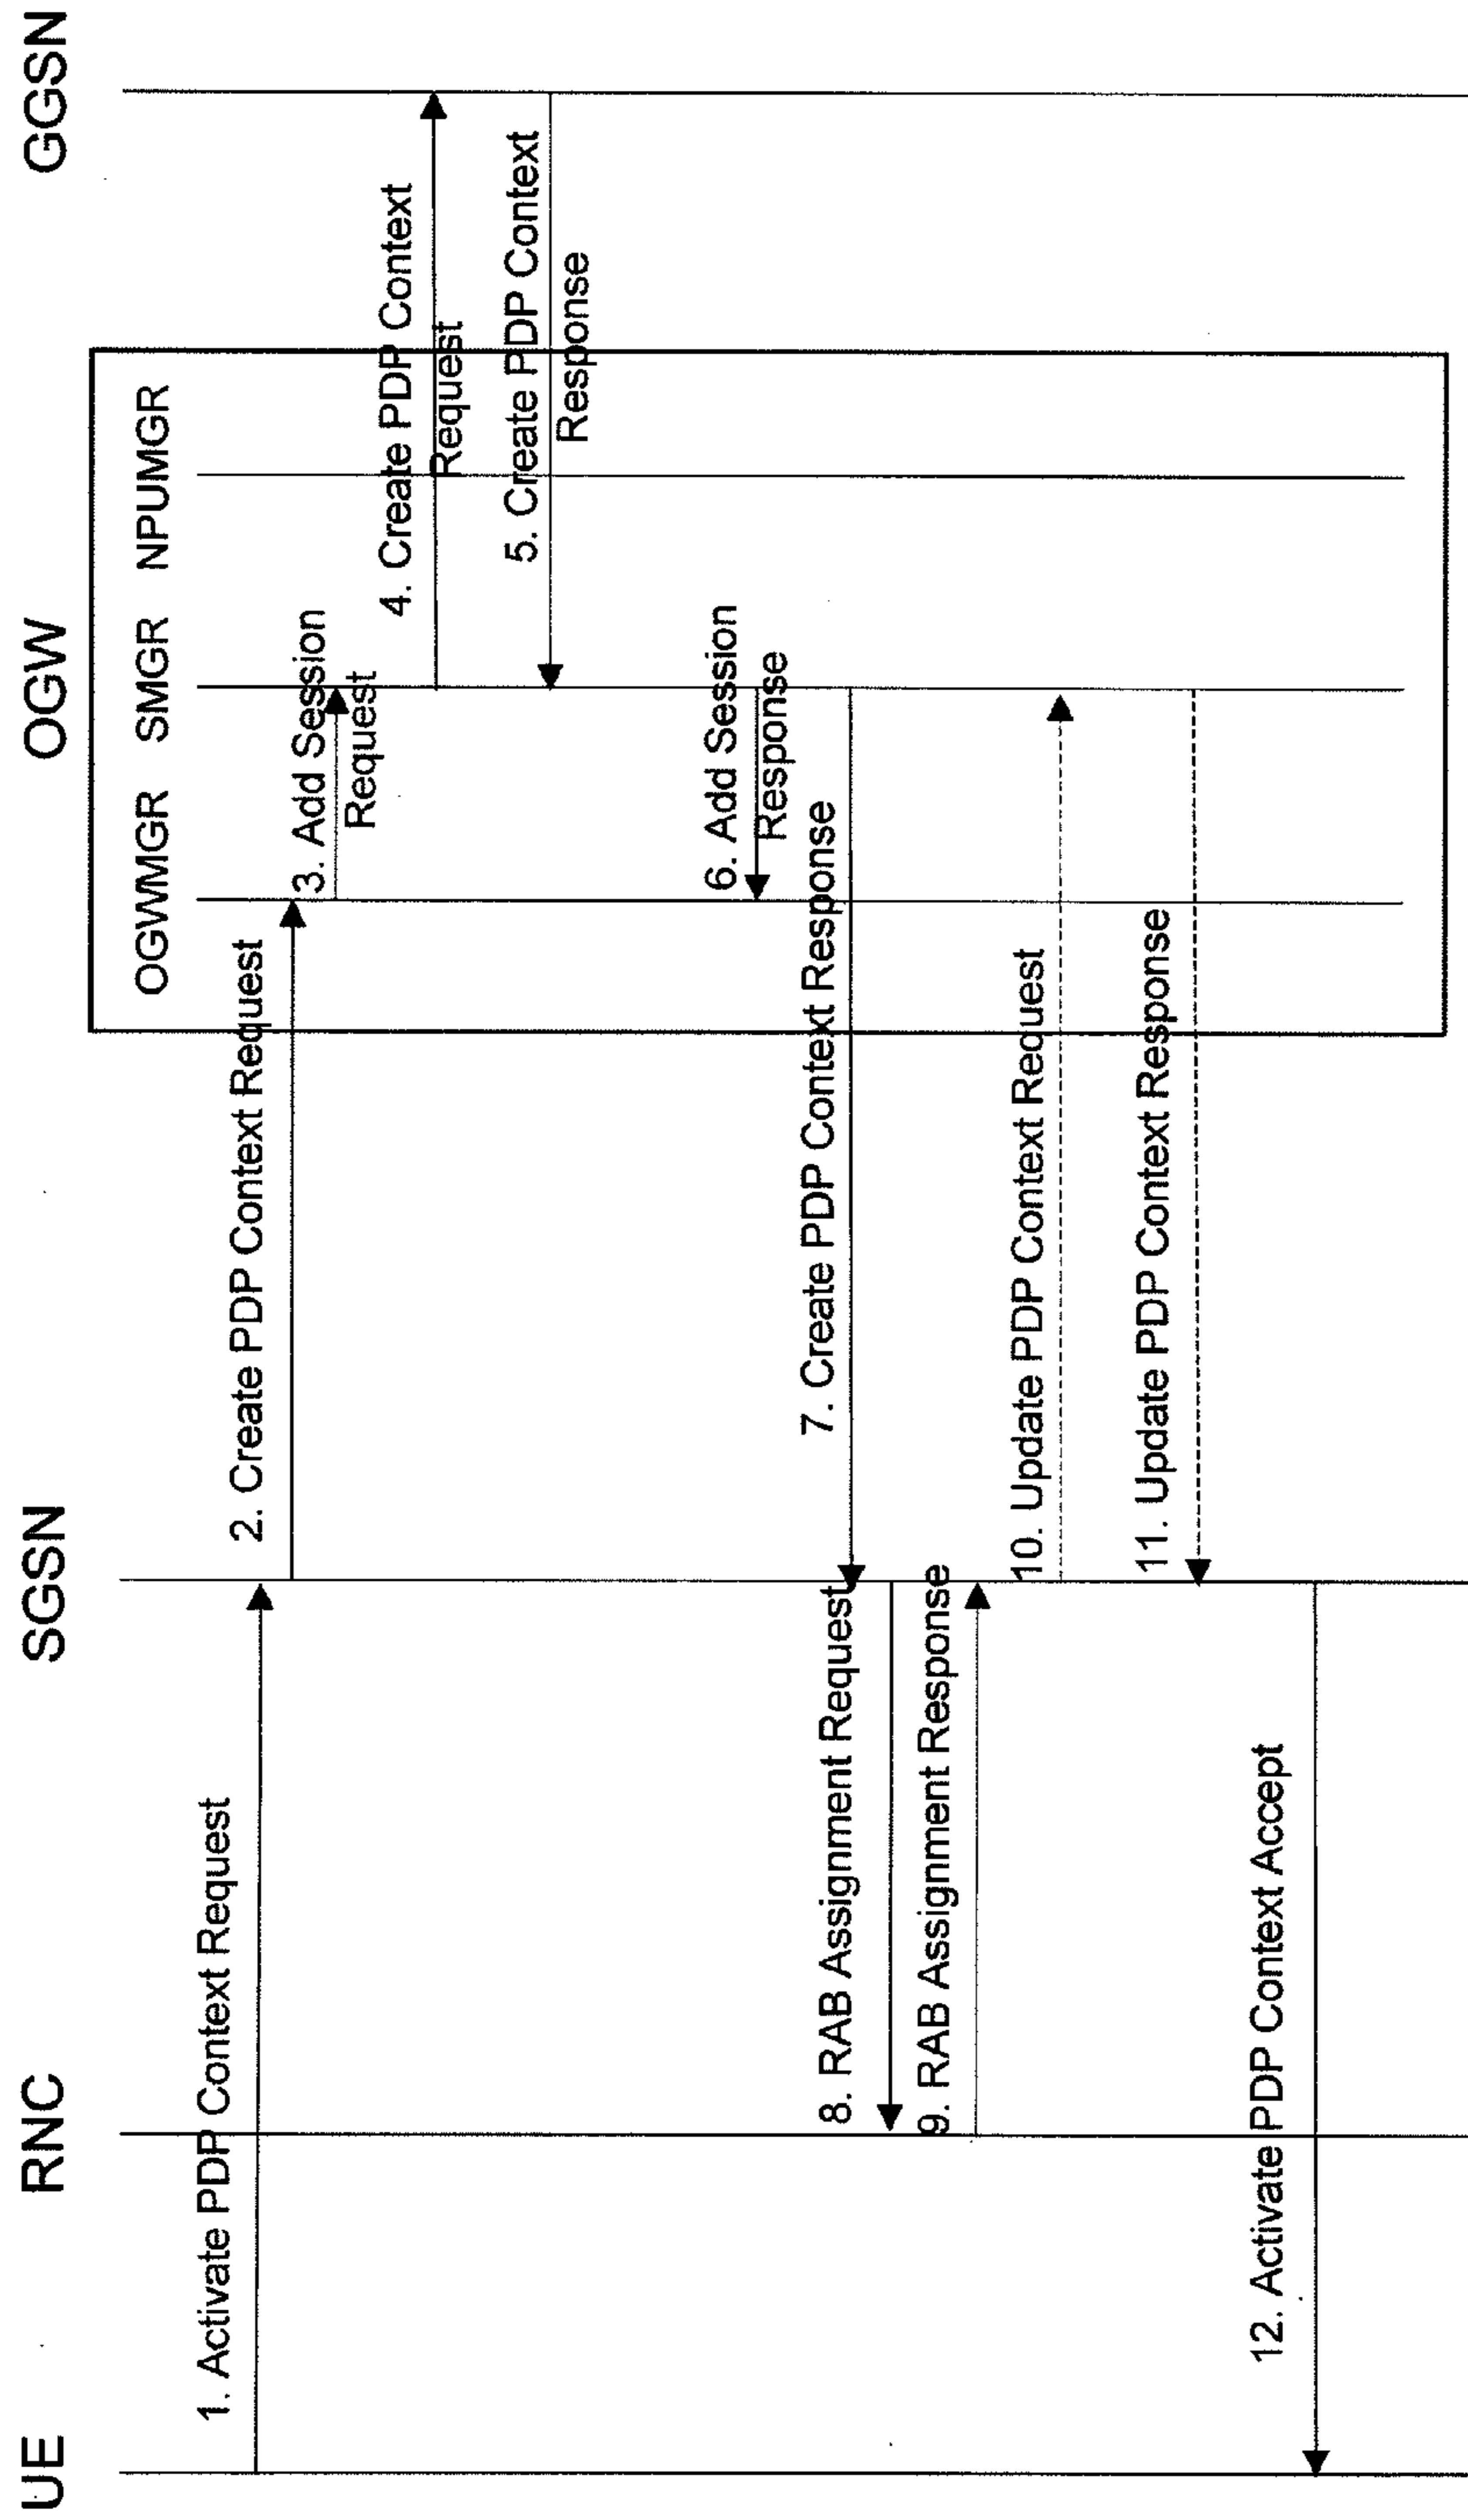 UE RNC SGSN OGW GGSN
OGWMGR SMGR NPUMGR
1. Activate PDP Context Request
2. Create PDP Context Request
3. Add Session
Request
4. Create PDP Context
Request
5. Create PDP Context
Response
6. Add Session
Response
7. Create PDP Context Response
8. RAB Assignment Request
9. RAB Assignment Response
10. Update PDP Context Request
11. Update PDP Context Response
12. Activate PDP Context Accept